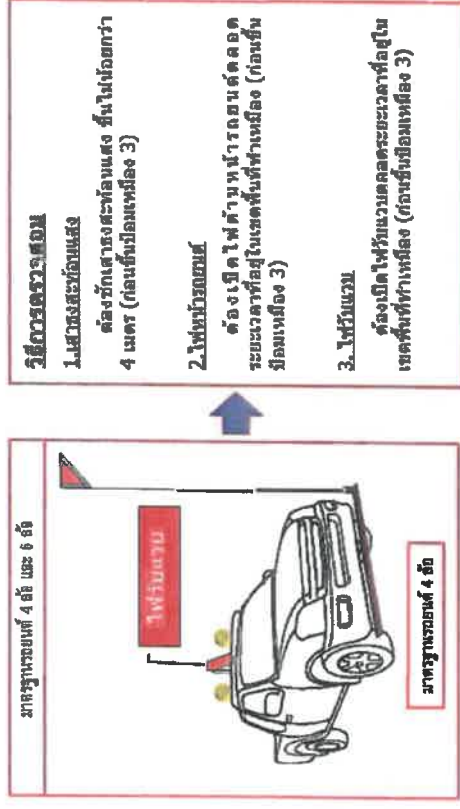 มาตรฐานรถยนต์ 4 ล้อ และ 6 ล้อ
ไฟวับแวบ
มาตรฐานรถยนต์ 4 ล้อ
วิธีการตรวจสอบ
1.เสาธงสะท้อนแสง
ต้องชักเสาธงสะท้อนแสง ขึ้นไม่น้อยกว่า
4 เมตร (ก่อนขึ้นป้อมเหมือง 3)
2.ไฟหน้ารถยนต์
ต้องเปิดไฟด้านหน้ารถยนต์ตลอด
ระยะเวลาที่อยู่ในเขตพื้นที่ทำเหมือง (ก่อนขึ้น
ป้อมเหมือง 3)
3. ไฟวับแวบ
ต้องเปิดไฟวับแวบตลอดระยะเวลาที่อยู่ใน
เขตพื้นที่ทำเหมือง (ก่อนขึ้นป้อมเหมือง 3)